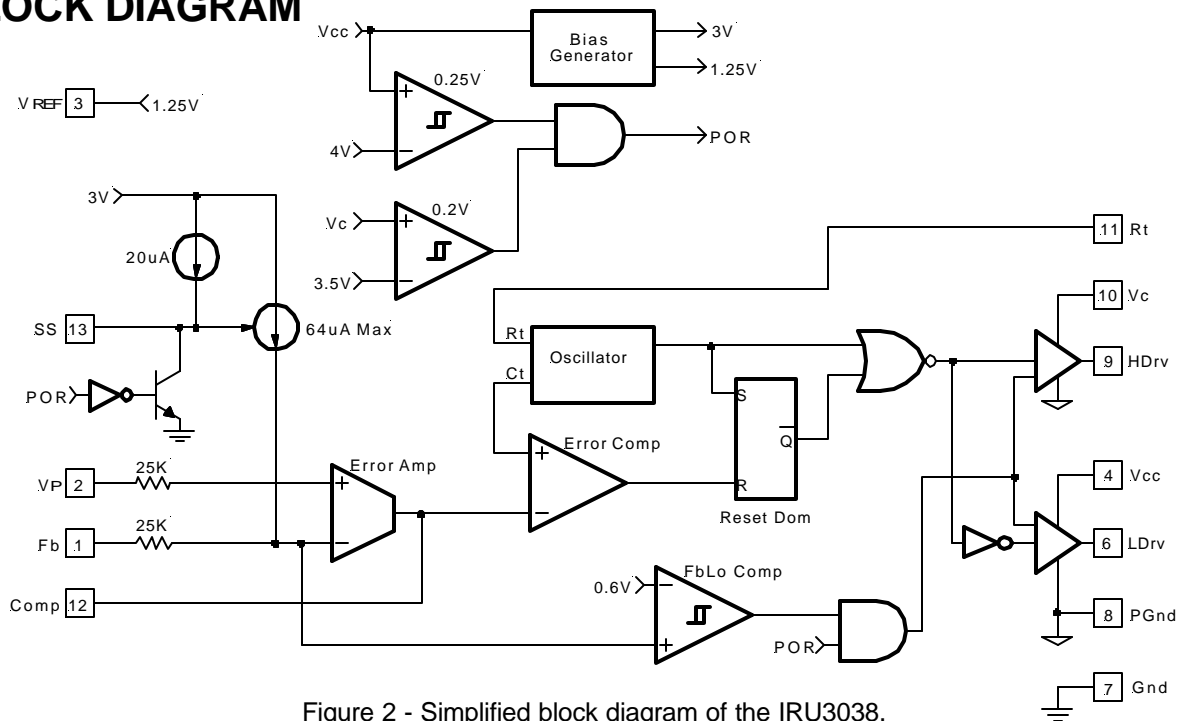 BLOCK DIAGRAM
Vcc
Bias
Generator
3V
1.25V
VREF 3
1.25V
0.25V
4V
POR
3V
Vc
0.2V
3.5V
20uA
11 Rt
10 Vc
SS 13
64uA Max
Rt
Ct
Oscillator
9 HDrv
POR
S
Q
R
Error Comp
Reset Dom
VP 2
25K
Error Amp
4 Vcc
Fb 1
25K
6 LDrv
Comp 12
0.6V
FbLo Comp
POR
8 PGnd
7 Gnd
Figure 2 - Simplified block diagram of the IRU3038.